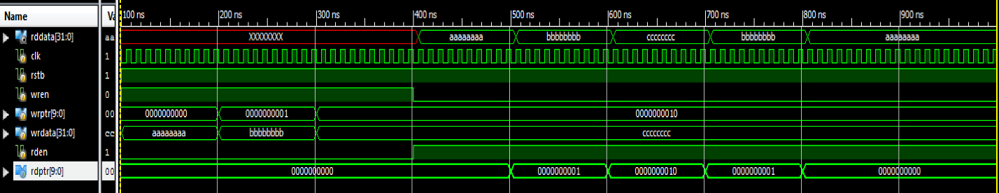 Name Va 100 ns 200 ns 300 ns 400 ns 500 ns 600 ns 700 ns 800 ns 900 ns
rddata[31:0] aa XXXXXXXX aaaaaaaa bbbbbbbb cccccccc bbbbbbbb aaaaaaaa
clk 1
rstb 1
wren 0
wrptr[9:0] 00 0000000000 0000000001 0000000010
wrdata[31:0] cc aaaaaaaa bbbbbbbb cccccccc
rden 1
rdptr[9:0] 00 0000000000 0000000001 0000000010 0000000001 0000000000